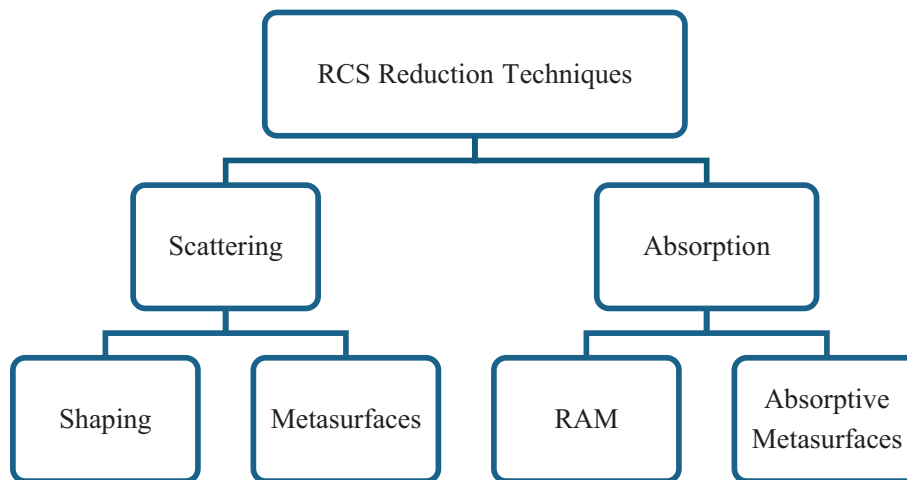 RCS Reduction Techniques
Scattering
Absorption
Shaping
Metasurfaces
RAM
Absorptive
Metasurfaces